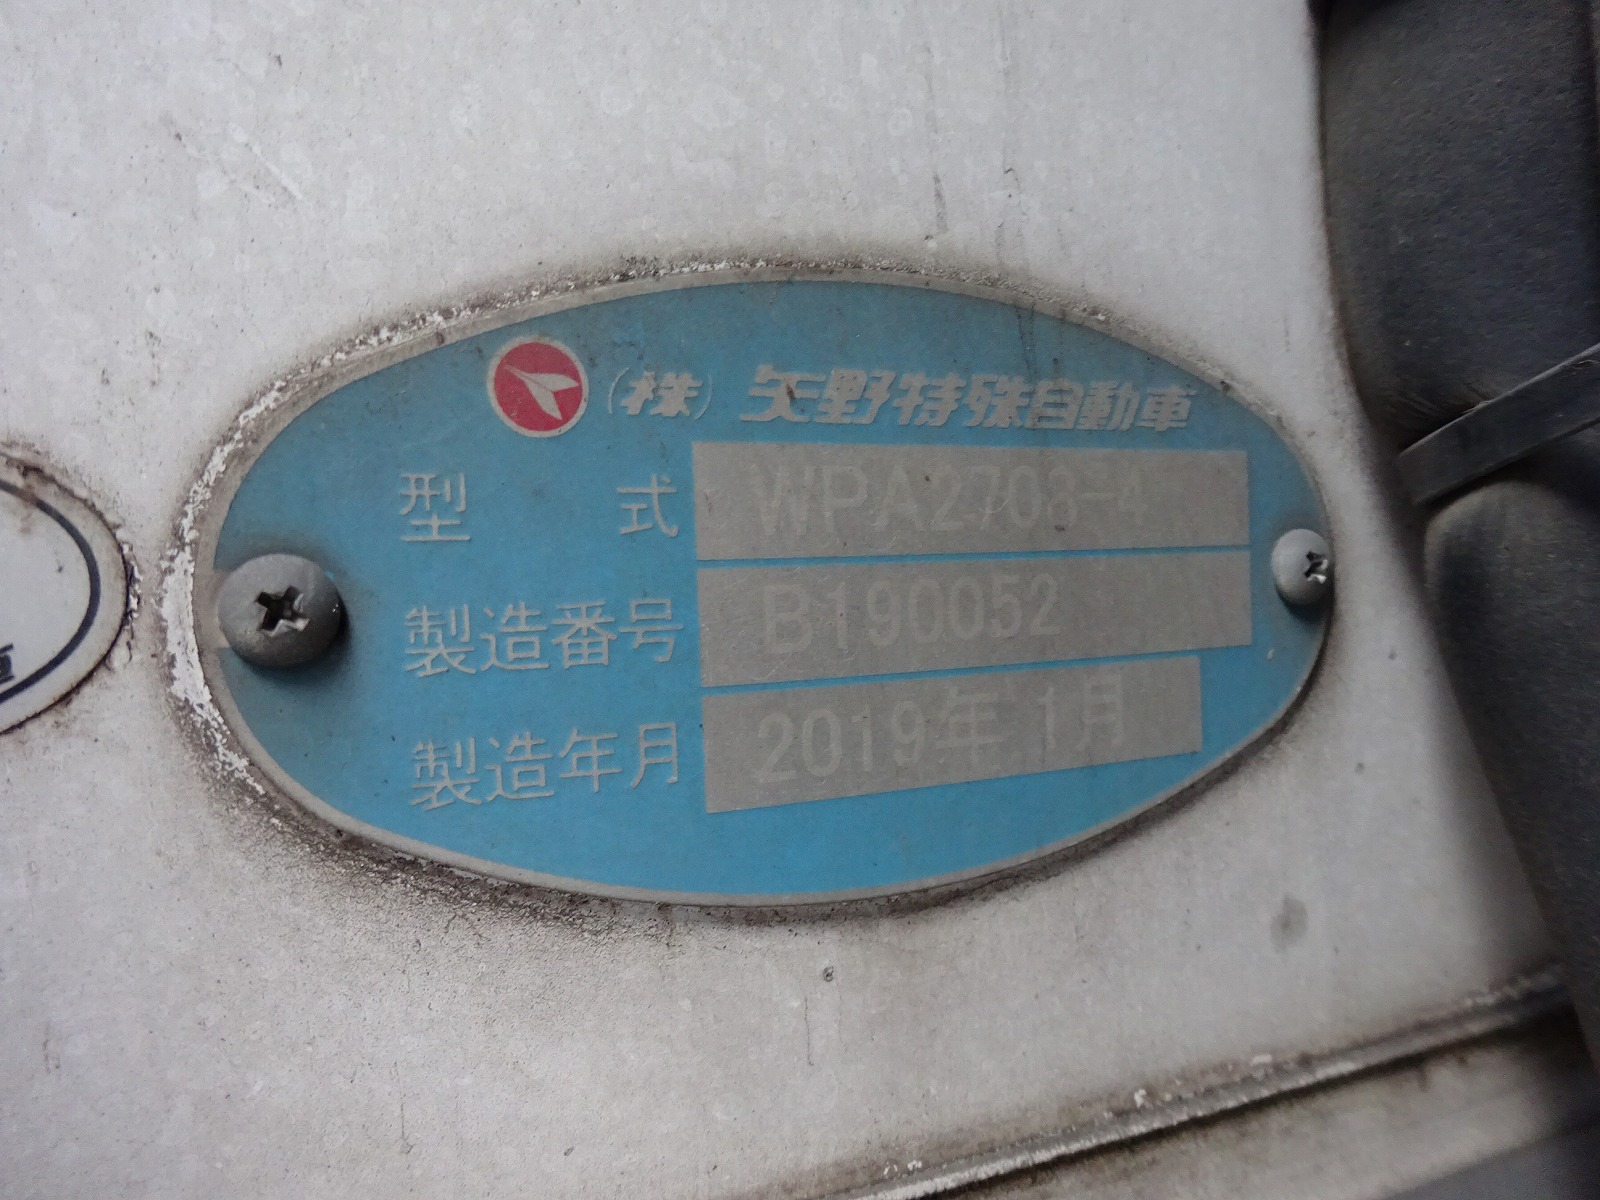 (株) 矢野特殊自動車
型 式 WPA2708-4
製造番号 B190052
製造年月 2019年 1月